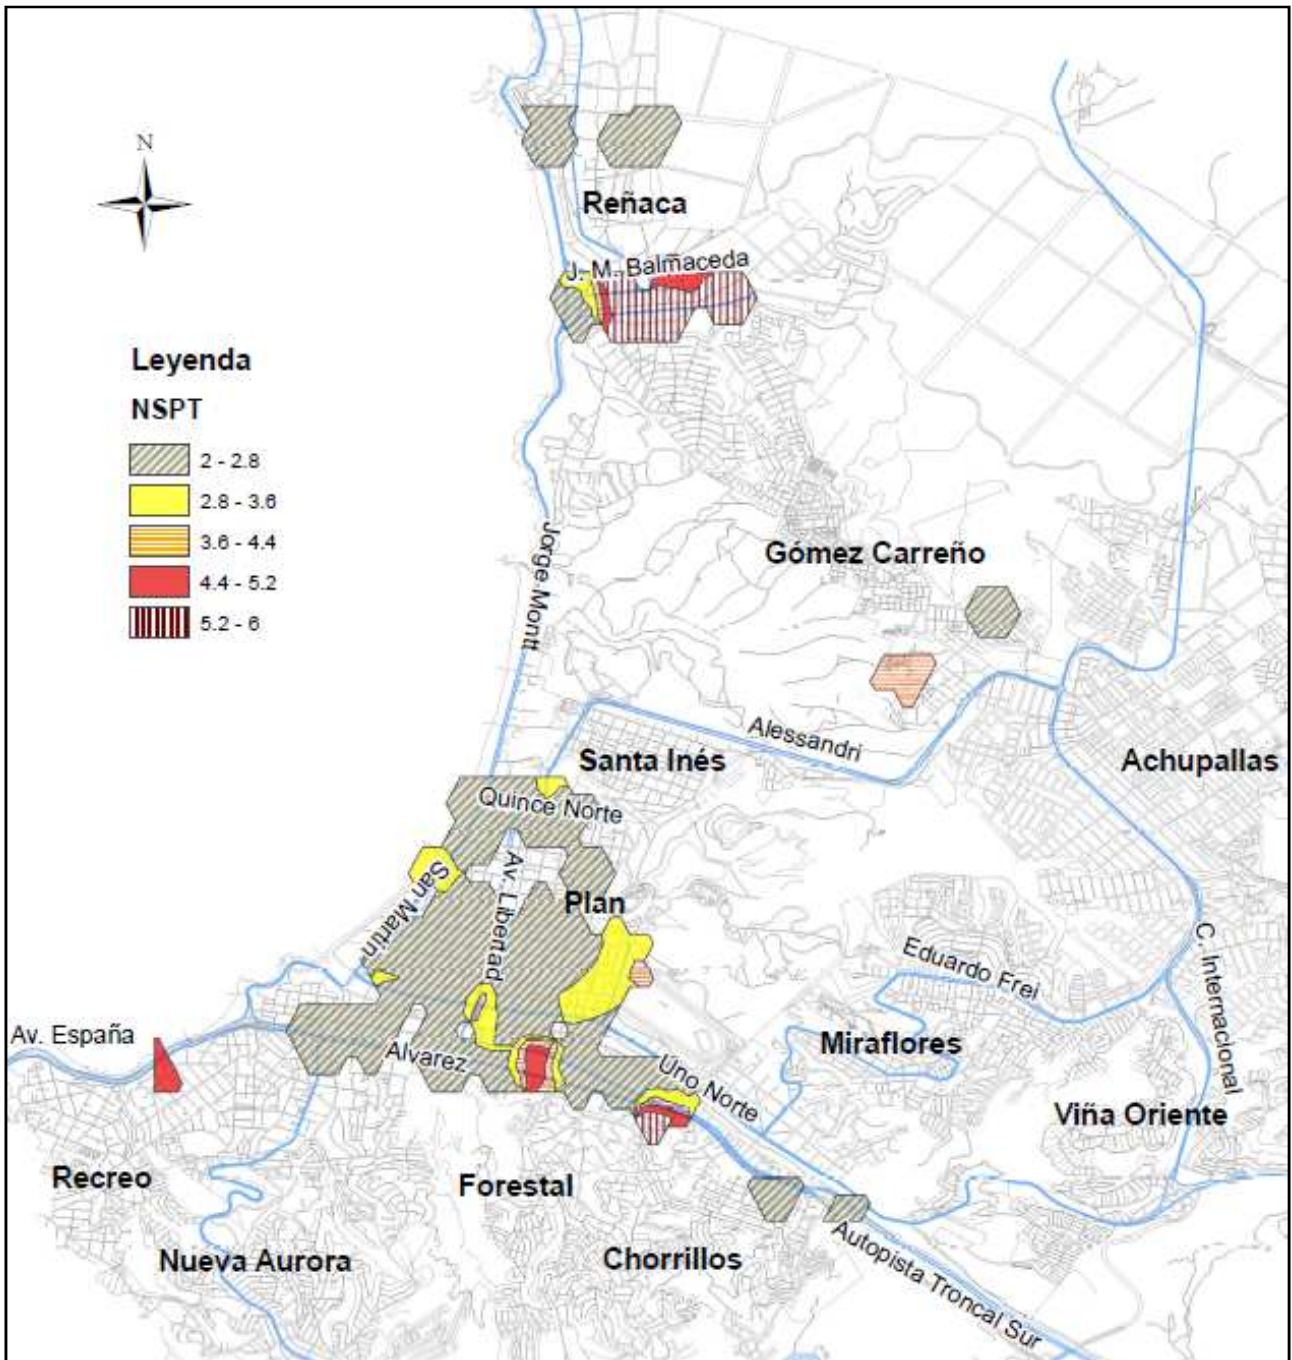 N
Reñaca
J. M. Balmaceda
Leyenda
NSPT
2 - 2.8
2.8 - 3.6
3.6 - 4.4
4.4 - 5.2
5.2 - 6
Jorge Montt
Gómez Carreño
Alessandri
Santa Inés
Achupallas
Quince Norte
San Martin
Av. Libertad
Plan
Eduardo Frei
C. Internacional
Av. España
Alvarez
Uno Norte
Miraflores
Viña Oriente
Recreo
Forestal
Nueva Aurora
Chorrillos
Autopista Troncal Sur